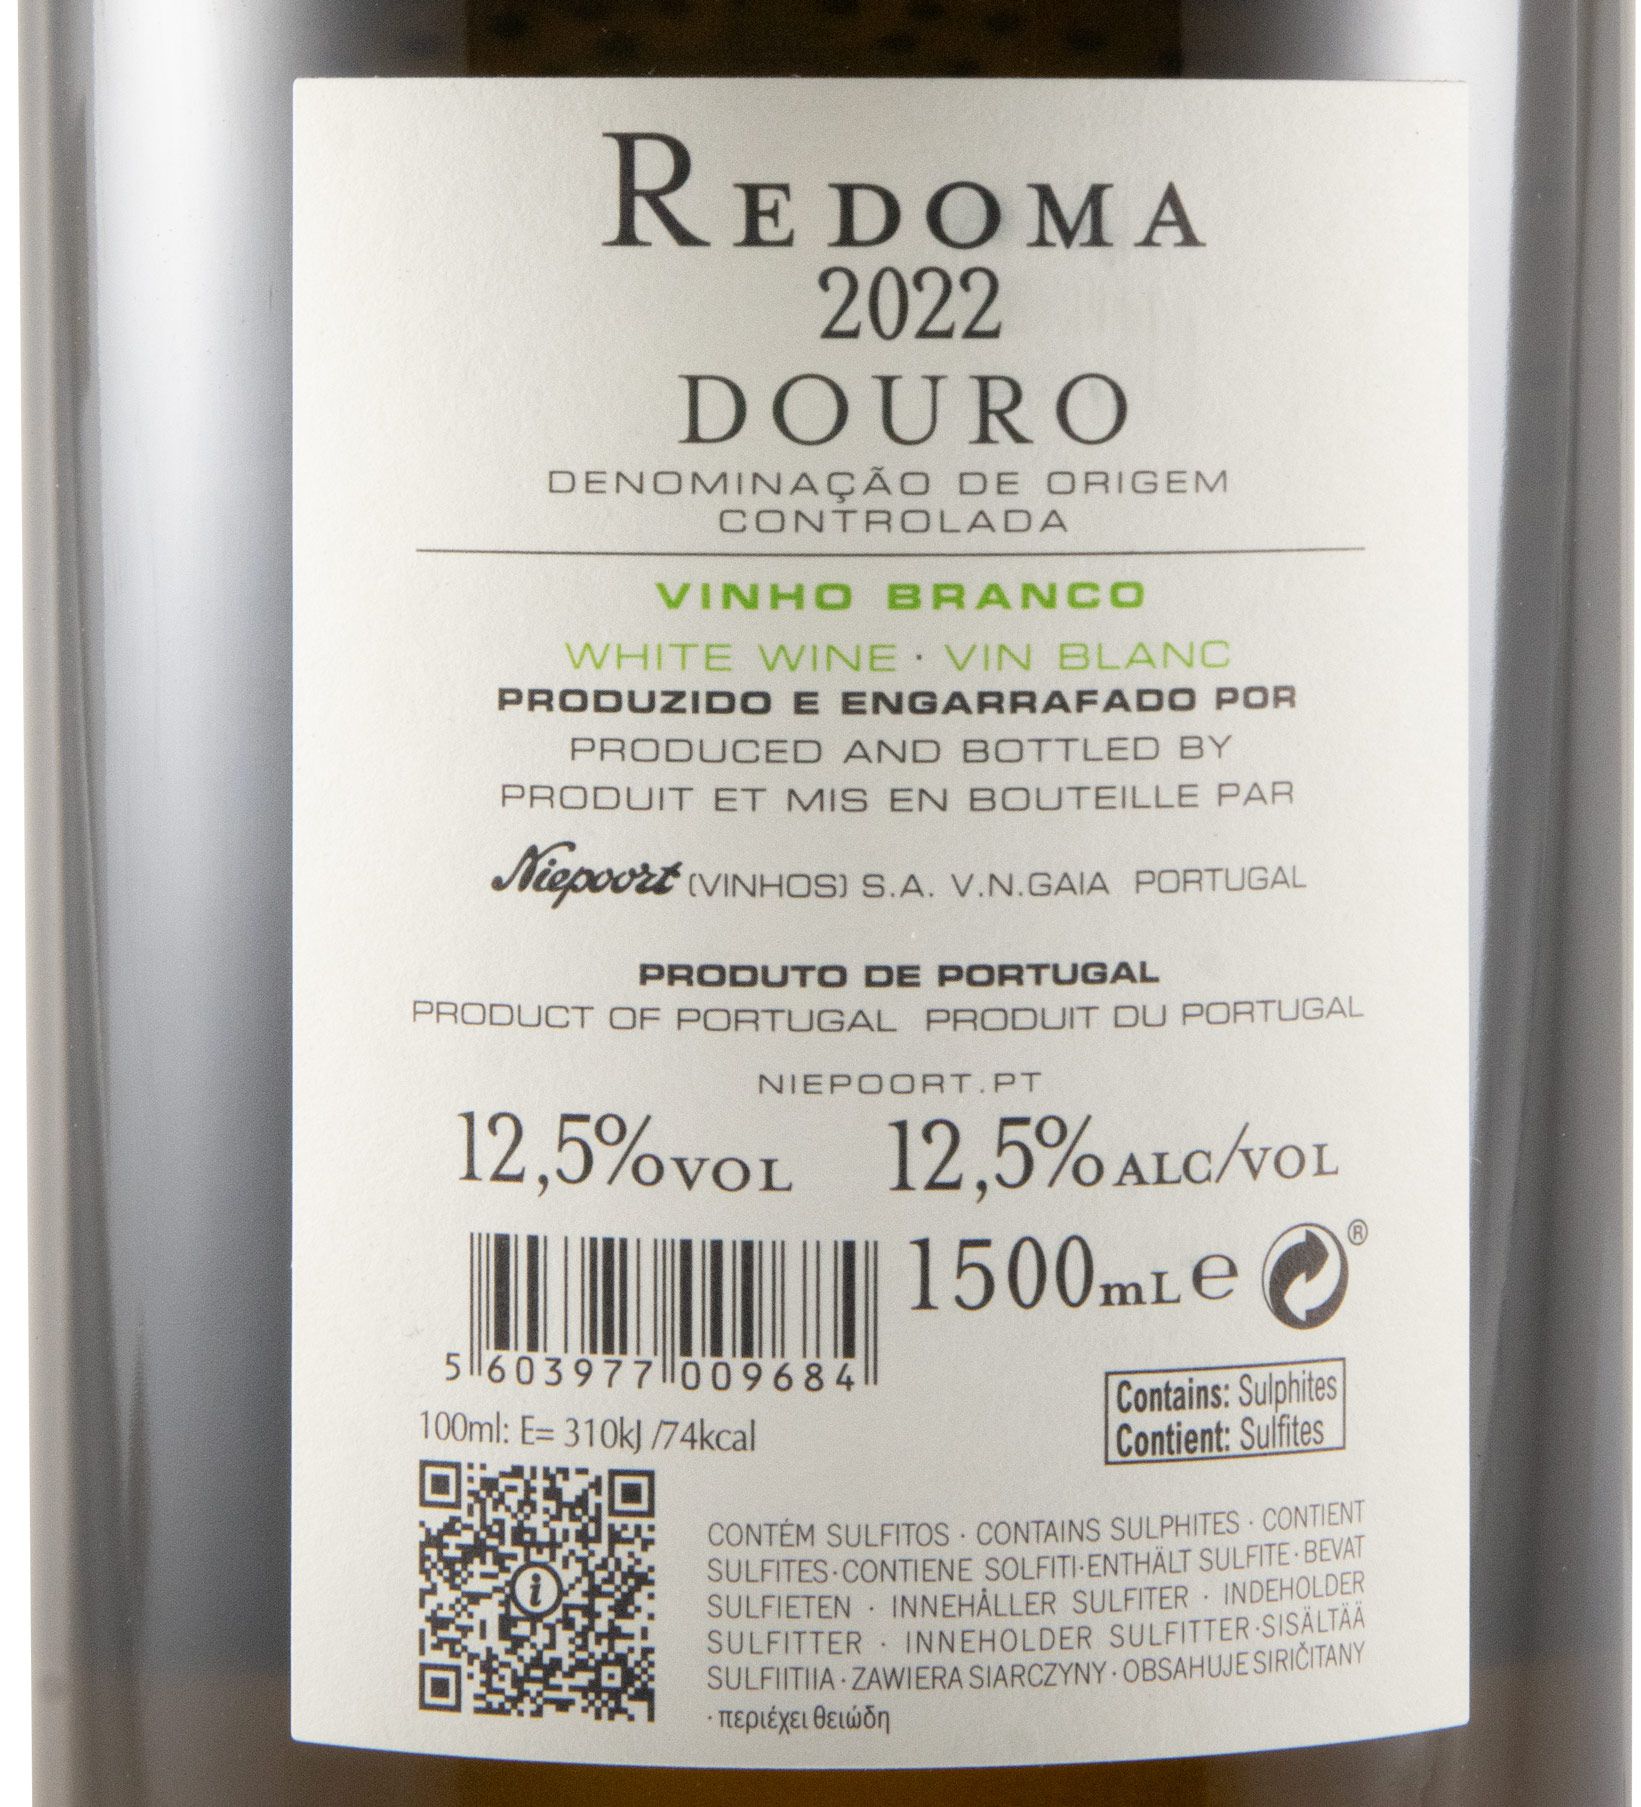 REDOMA
2022
DOURO
DENOMINAÇÃO DE ORIGEM
CONTROLADA
VINHO BRANCO
WHITE WINE · VIN BLANC
PRODUZIDO E ENGARRAFADO POR
PRODUCED AND BOTTLED BY
PRODUIT ET MIS EN BOUTEILLE PAR
Niepoort (VINHOS) S.A. V.N.GAIA PORTUGAL
PRODUTO DE PORTUGAL
PRODUCT OF PORTUGAL PRODUIT DU PORTUGAL
NIEPOORT.PT
12,5%VOL 12,5%ALC/VOL
1500mL e ®
5 603977 009684
Contains: Sulphites
Contient: Sulfites
100ml: E= 310kJ /74kcal
i
CONTÉM SULFITOS · CONTAINS SULPHITES · CONTIENT
SULFITES·CONTIENE SOLFITI·ENTHÄLT SULFITE·BEVAT
SULFIETEN · INNEHÅLLER SULFITER · INDEHOLDER
SULFITTER · INNEHOLDER SULFITTER·SISÄLTÄÄ
SULFIITIIA·ZAWIERA SIARCZYNY·OBSAHUJE SIRIČITANY
·περιέχει θειώδη